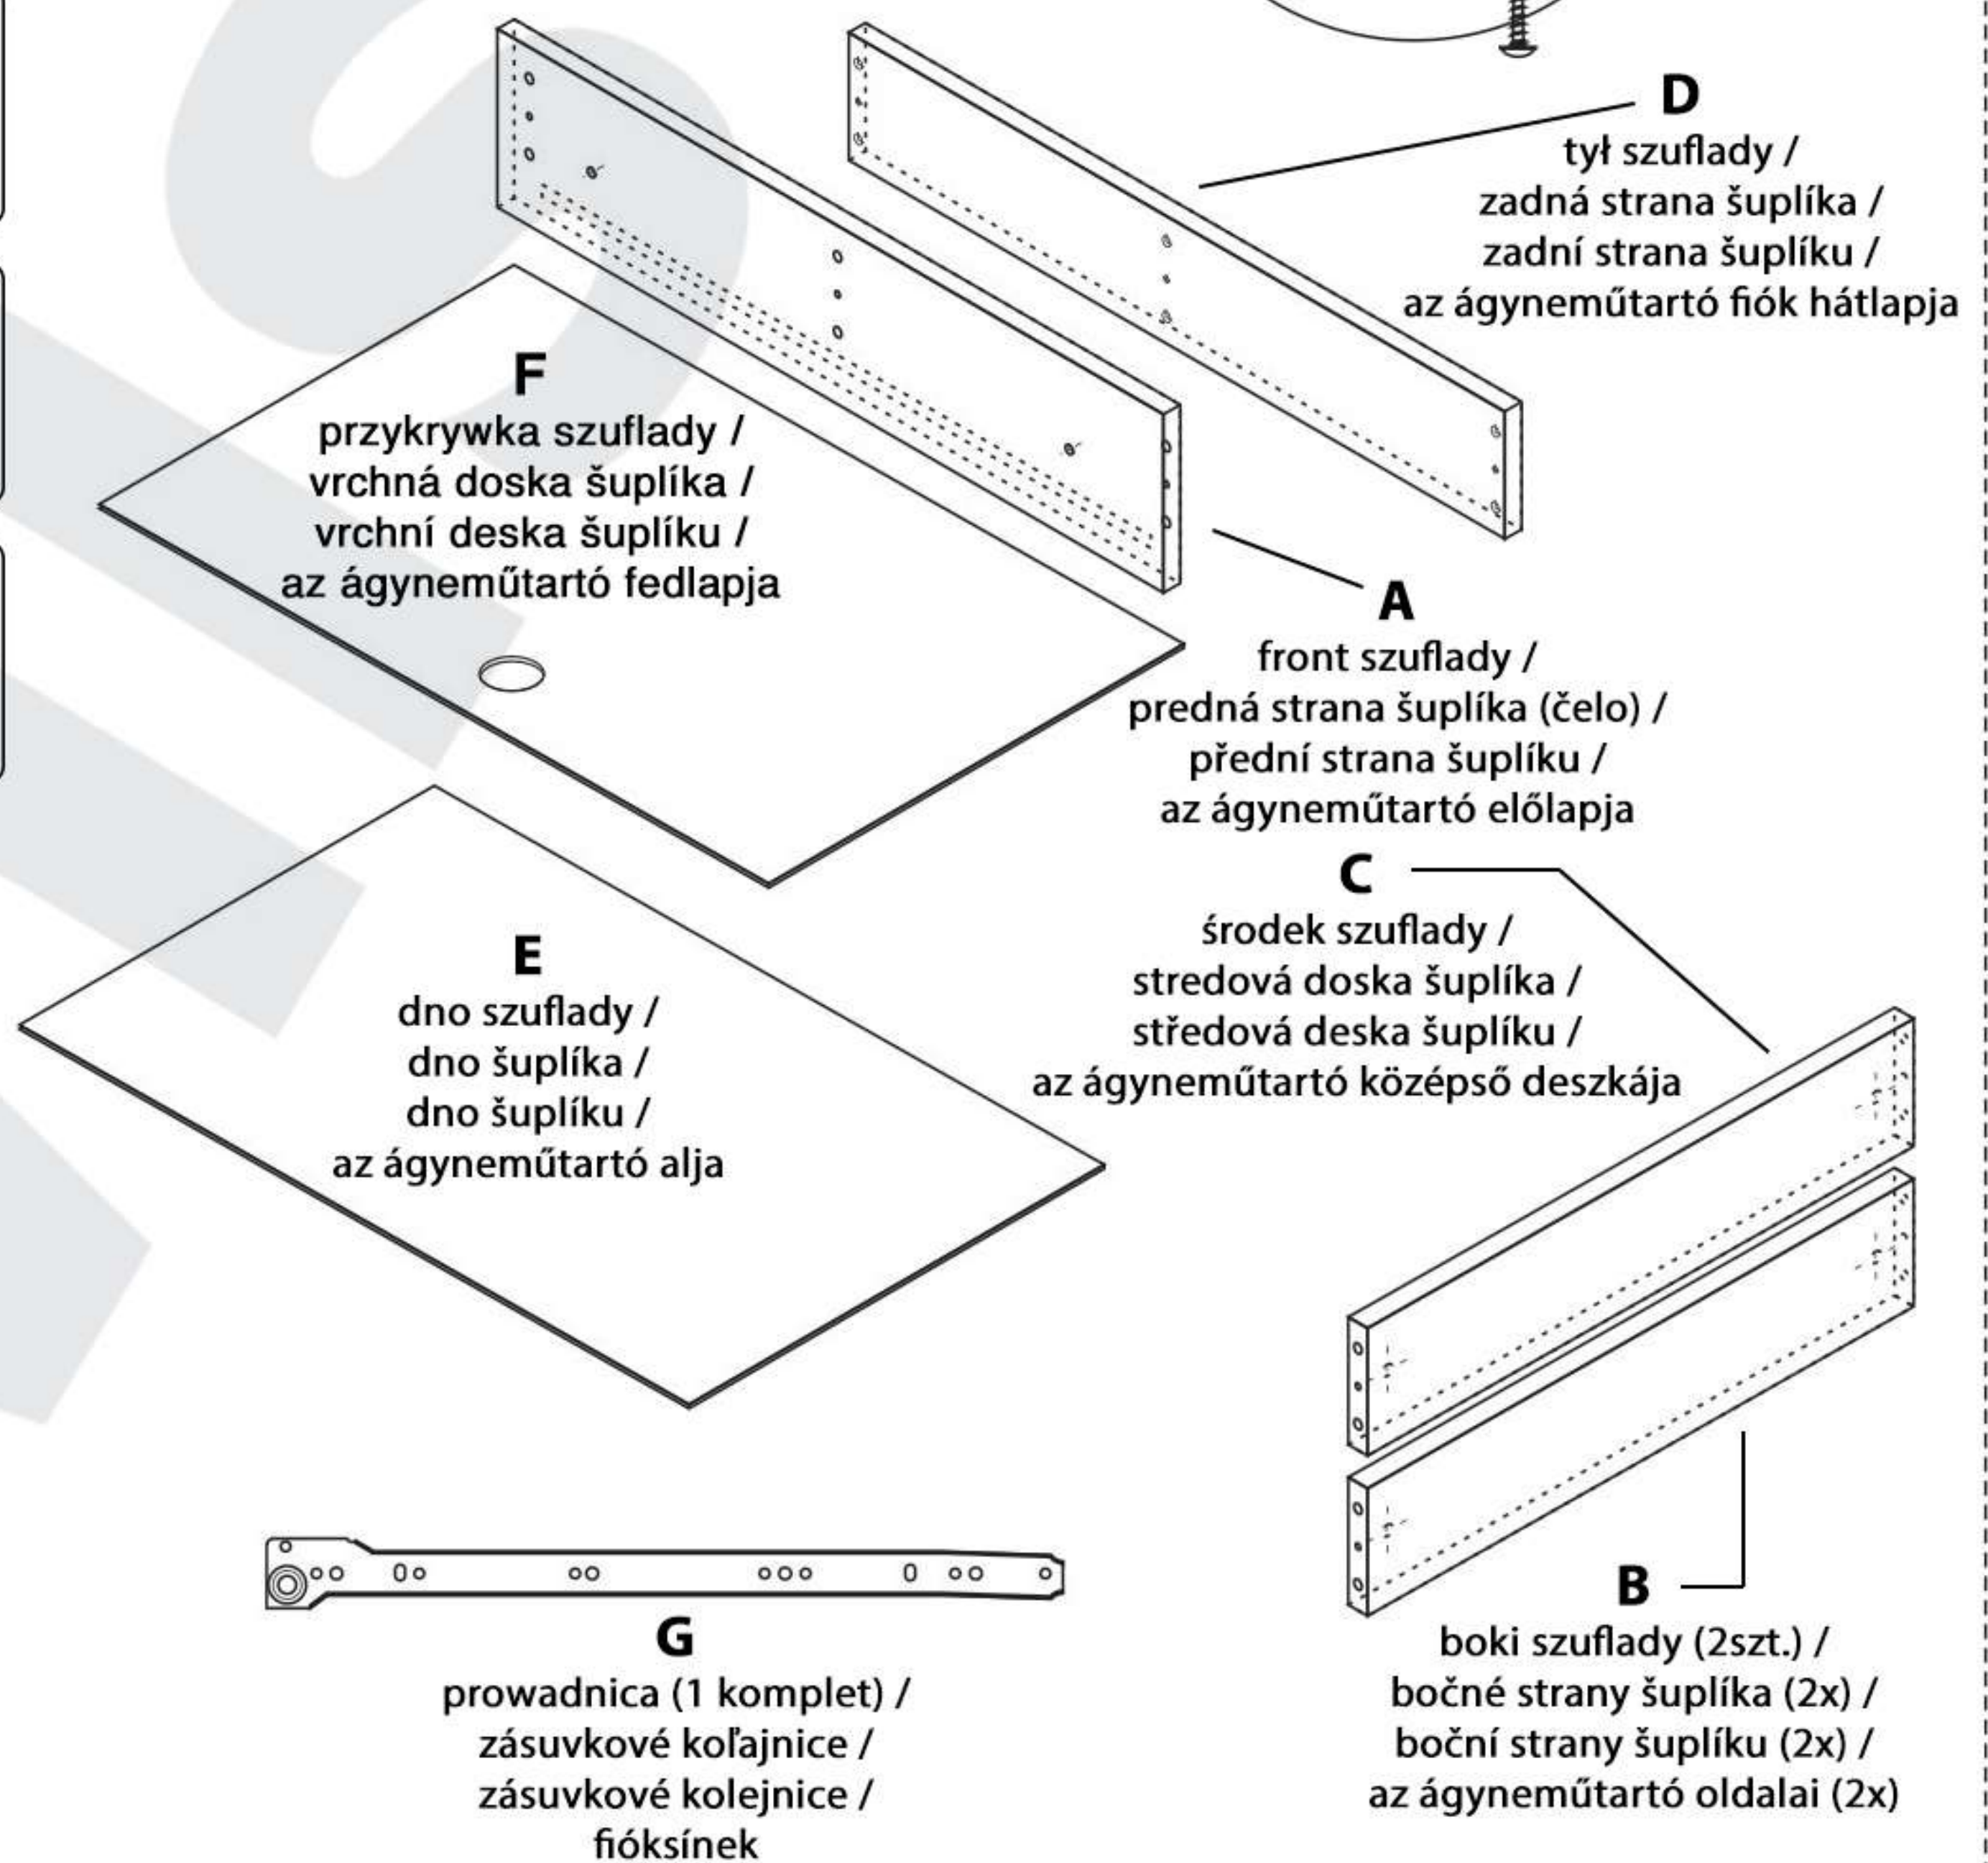 D
tył szuflady /
zadná strana šuplíka /
zadní strana šuplíku /
az ágyneműtartó fiók hátlapja
F
przykrywka szuflady /
vrchná doska šuplíka /
vrchní deska šuplíku /
az ágyneműtartó fedlapja
A
front szuflady /
predná strana šuplíka (čelo) /
přední strana šuplíku /
az ágyneműtartó előlapja
C
środek szuflady /
stredová doska šuplíka /
středová deska šuplíku /
az ágyneműtartó középső deszkája
E
dno szuflady /
dno šuplíka /
dno šuplíku /
az ágyneműtartó alja
G
prowadnica (1 komplet) /
zásuvkové koľajnice /
zásuvkové kolejnice /
fióksínek
B
boki szuflady (2szt.) /
bočné strany šuplíka (2x) /
boční strany šuplíku (2x) /
az ágyneműtartó oldalai (2x)